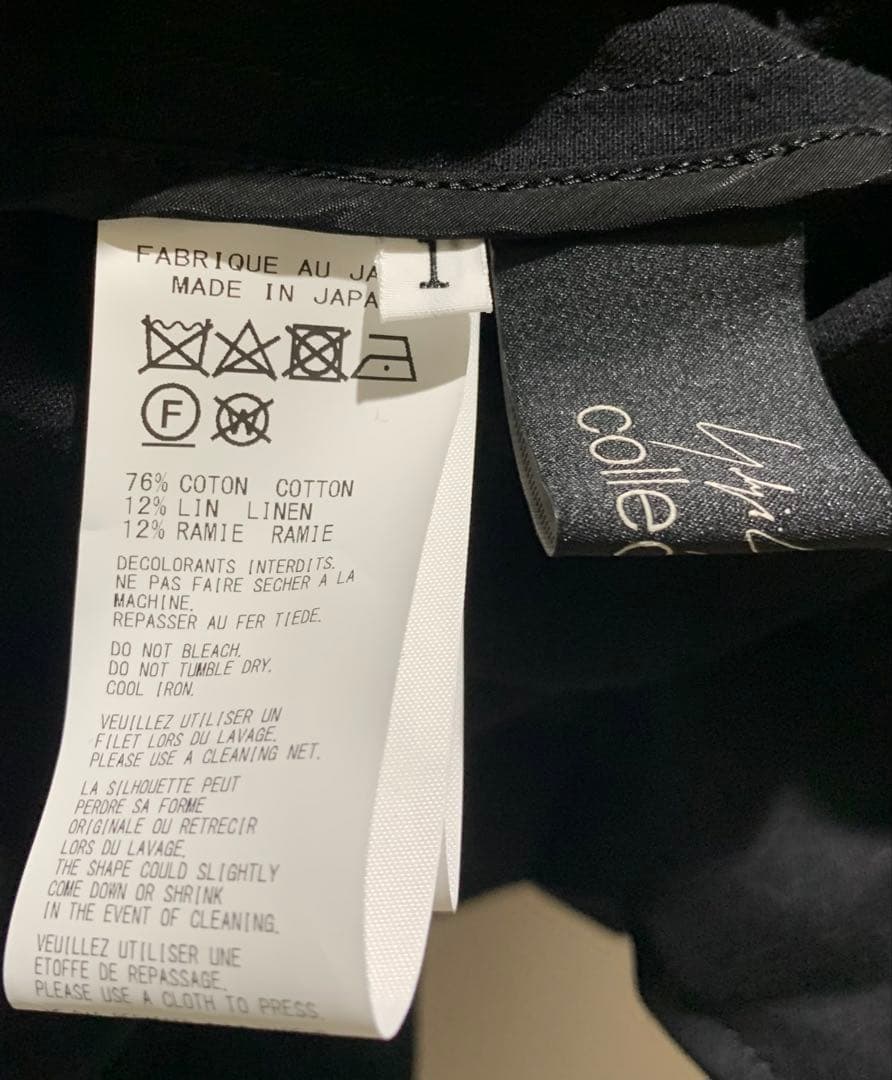 FABRIQUE AU JA
MADE IN JAPA
1
F
W
76% COTON COTTON
12% LIN LINEN
12% RAMIE RAMIE
DECOLORANTS INTERDITS.
NE PAS FAIRE SECHER A LA
MACHINE.
REPASSER AU FER TIEDE.
DO NOT BLEACH.
DO NOT TUMBLE DRY.
COOL IRON.
VEUILLEZ UTILISER UN
FILET LORS DU LAVAGE.
PLEASE USE A CLEANING NET.
LA SILHOUETTE PEUT
PERDRE SA FORME
ORIGINALE OU RETRECIR
LORS DU LAVAGE.
THE SHAPE COULD SLIGHTLY
COME DOWN OR SHRINK
IN THE EVENT OF CLEANING.
VEUILLEZ UTILISER UNE
ETOFFE DE REPASSAGE.
PLEASE USE A CLOTH TO PRESS.
Yohji
colle